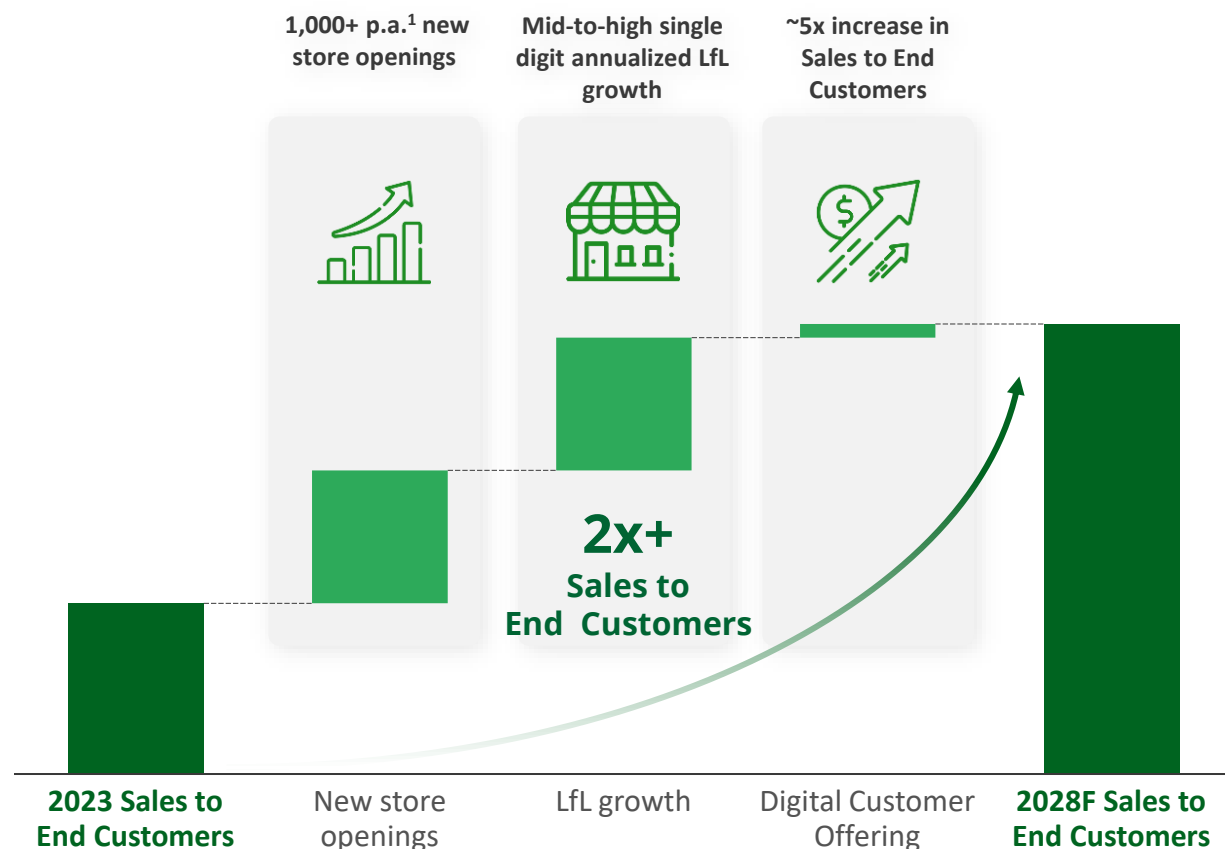 1,000+ p.a.¹ new
store openings
Mid-to-high single
digit annualized LfL
growth
~5x increase in
Sales to End
Customers
$
2x+
Sales to
End Customers
2023 Sales to
End Customers
New store
openings
LfL growth
Digital Customer
Offering
2028F Sales to
End Customers